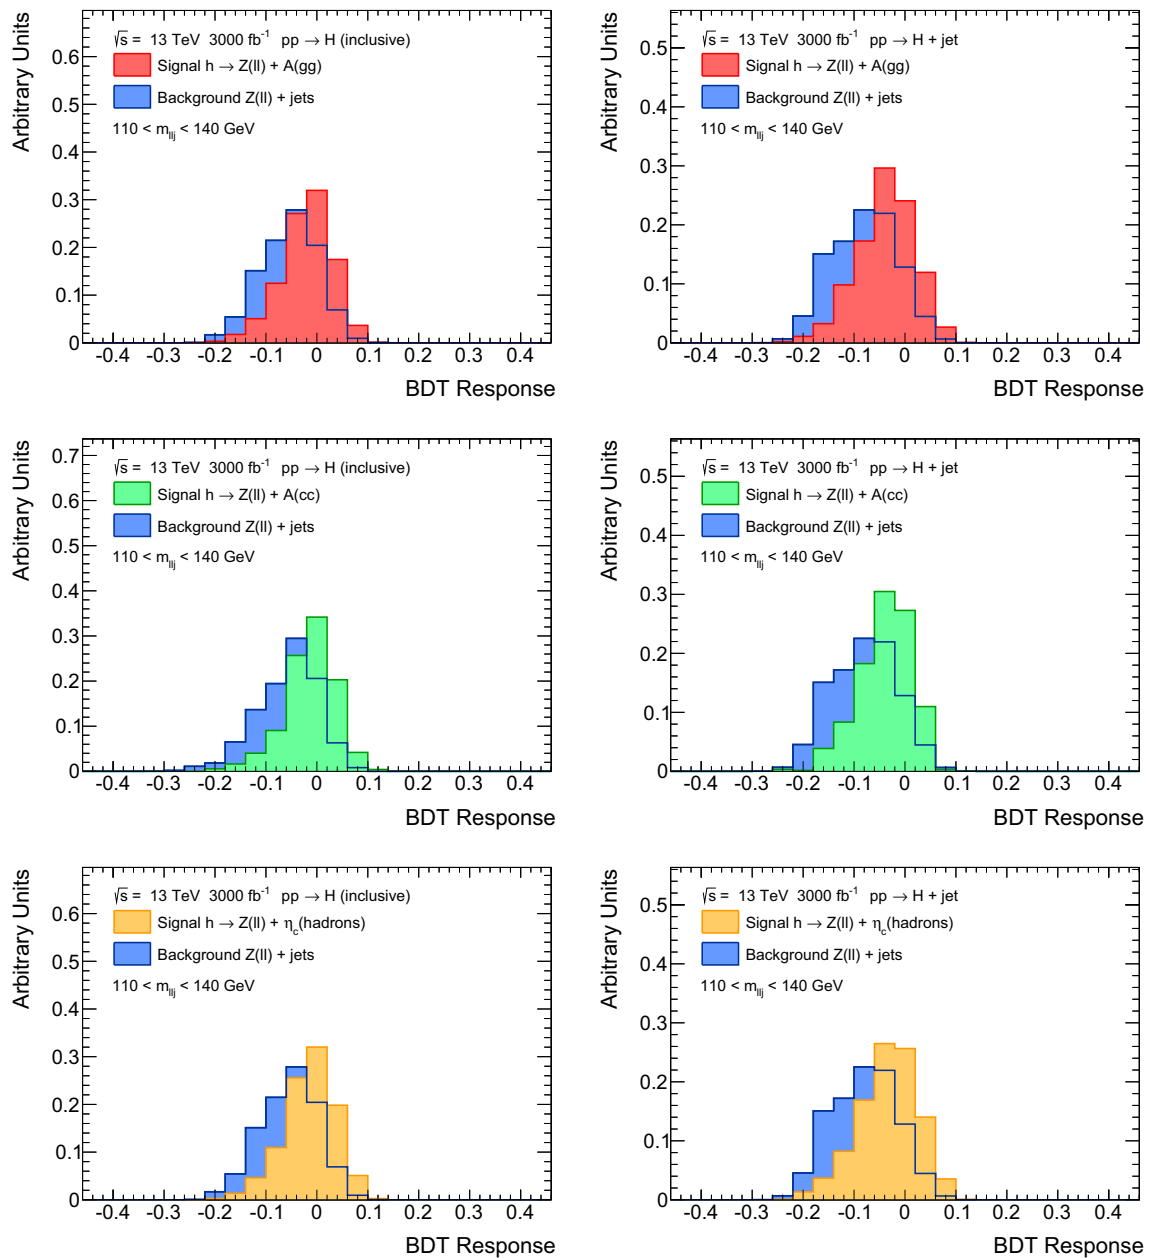 Arbitrary Units
√s = 13 TeV 3000 fb⁻¹ pp → H (inclusive)
Signal h → Z(ll) + A(gg)
Background Z(ll) + jets
110 < m_llj < 140 GeV
0.6
0.5
0.4
0.3
0.2
0.1
0
-0.4 -0.3 -0.2 -0.1 0 0.1 0.2 0.3 0.4
BDT Response
Arbitrary Units
√s = 13 TeV 3000 fb⁻¹ pp → H + jet
Signal h → Z(ll) + A(gg)
Background Z(ll) + jets
110 < m_llj < 140 GeV
0.5
0.4
0.3
0.2
0.1
0
-0.4 -0.3 -0.2 -0.1 0 0.1 0.2 0.3 0.4
BDT Response
Arbitrary Units
√s = 13 TeV 3000 fb⁻¹ pp → H (inclusive)
Signal h → Z(ll) + A(cc)
Background Z(ll) + jets
110 < m_llj < 140 GeV
0.7
0.6
0.5
0.4
0.3
0.2
0.1
0
-0.4 -0.3 -0.2 -0.1 0 0.1 0.2 0.3 0.4
BDT Response
Arbitrary Units
√s = 13 TeV 3000 fb⁻¹ pp → H + jet
Signal h → Z(ll) + A(cc)
Background Z(ll) + jets
110 < m_llj < 140 GeV
0.5
0.4
0.3
0.2
0.1
0
-0.4 -0.3 -0.2 -0.1 0 0.1 0.2 0.3 0.4
BDT Response
Arbitrary Units
√s = 13 TeV 3000 fb⁻¹ pp → H (inclusive)
Signal h → Z(ll) + η_c(hadrons)
Background Z(ll) + jets
110 < m_llj < 140 GeV
0.6
0.5
0.4
0.3
0.2
0.1
0
-0.4 -0.3 -0.2 -0.1 0 0.1 0.2 0.3 0.4
BDT Response
Arbitrary Units
√s = 13 TeV 3000 fb⁻¹ pp → H + jet
Signal h → Z(ll) + η_c(hadrons)
Background Z(ll) + jets
110 < m_llj < 140 GeV
0.5
0.4
0.3
0.2
0.1
0
-0.4 -0.3 -0.2 -0.1 0 0.1 0.2 0.3 0.4
BDT Response